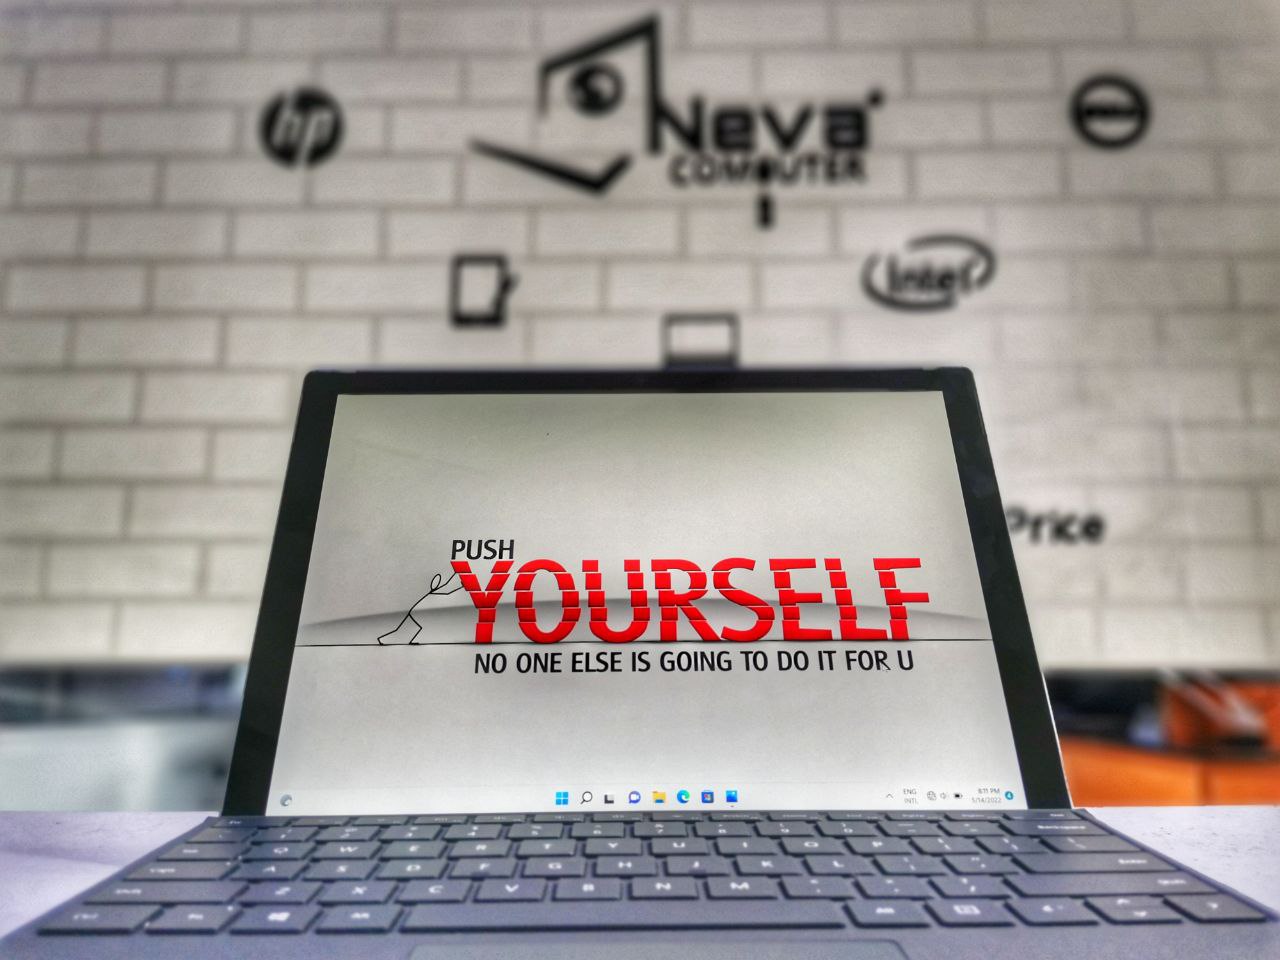 hp
Neva
COMPUTER
DELL
intel
Price
PUSH
YOURSELF
NO ONE ELSE IS GOING TO DO IT FOR U
ENG
INTL
8:11 PM
5/14/2022
Q W E R T Y U I O P
A S D F G H J K L
Z X C V B N M